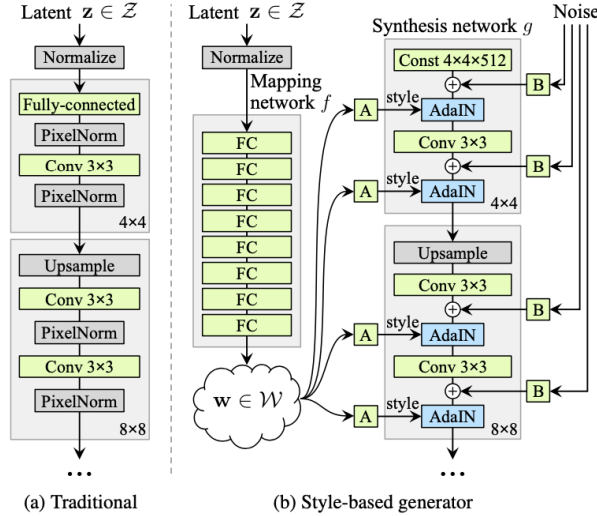 Latent z ∈ Z
Normalize
Fully-connected
PixelNorm
Conv 3×3
PixelNorm
4×4
Upsample
Conv 3×3
PixelNorm
Conv 3×3
PixelNorm
8×8
...
(a) Traditional
Latent z ∈ Z
Normalize
Mapping
network f
FC
FC
FC
FC
FC
FC
FC
FC
w ∈ W
A
style
A
style
A
style
A
style
Synthesis network g
Noise
Const 4×4×512
B
AdaIN
Conv 3×3
B
AdaIN
4×4
Upsample
Conv 3×3
B
AdaIN
Conv 3×3
B
AdaIN
8×8
...
(b) Style-based generator